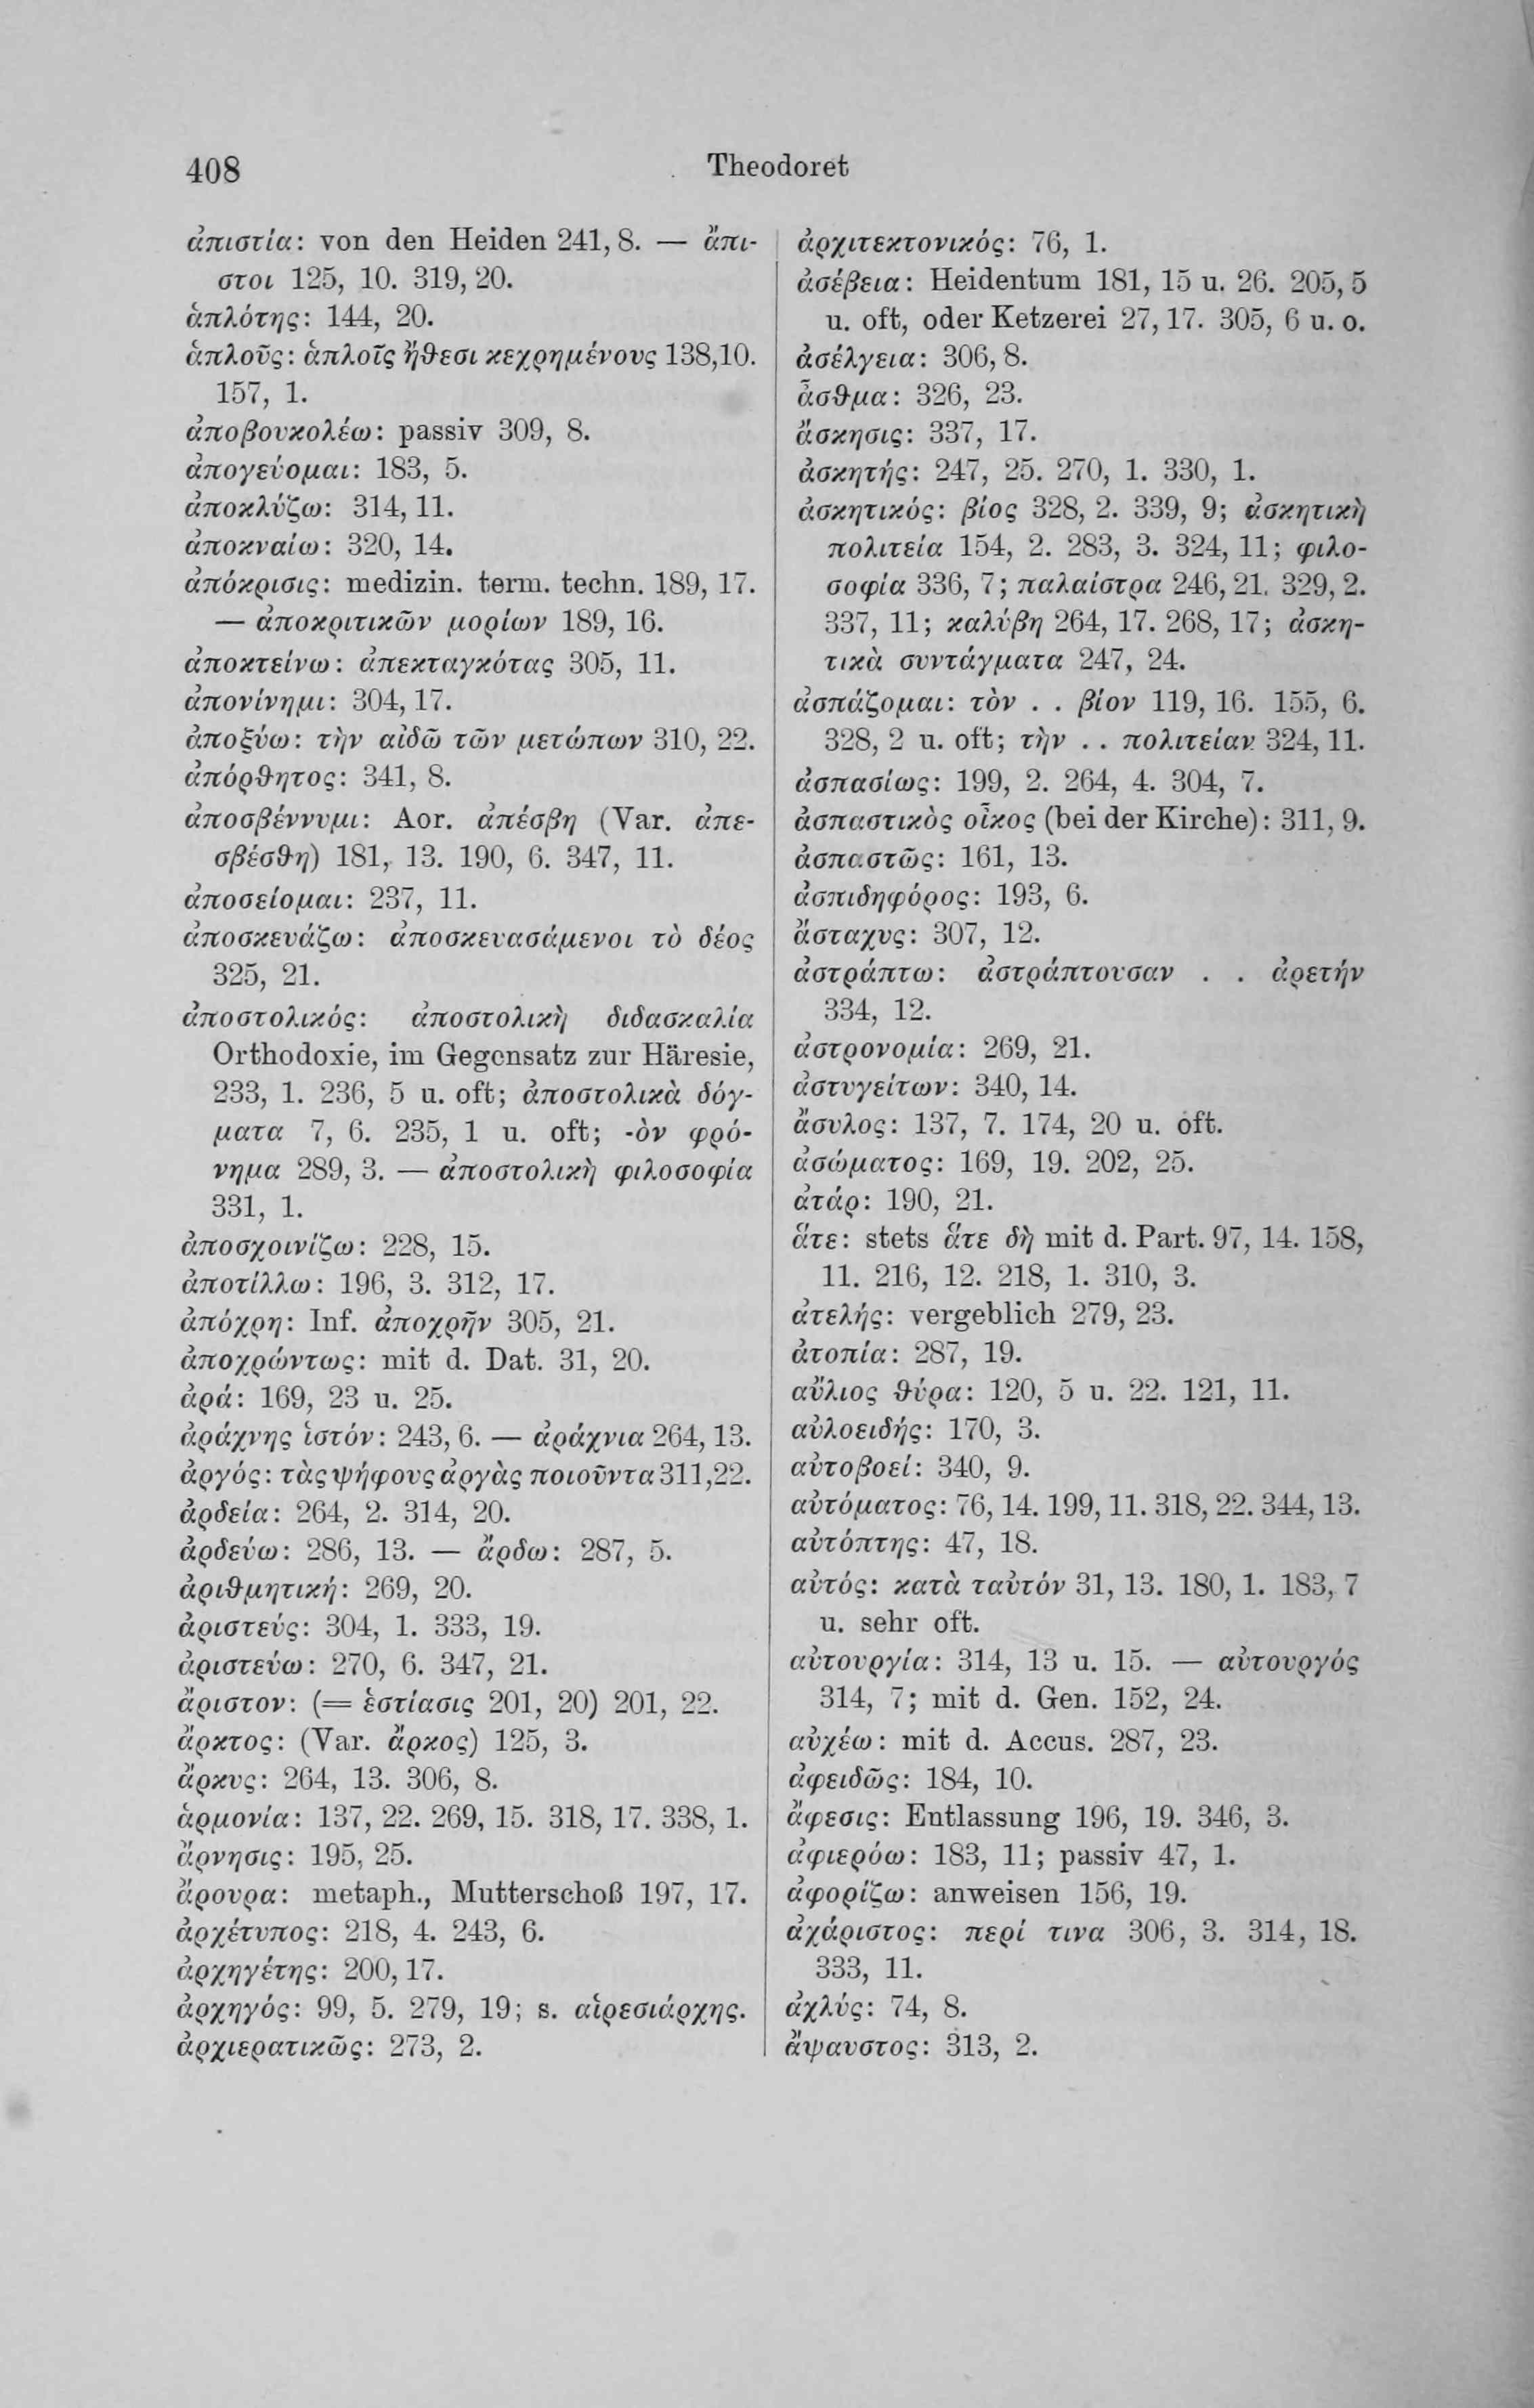 408
Theodoret
ἀπιστία: von den Heiden 241, 8. — ἄπι-
στοι 125, 10. 319, 20.
ἁπλότης: 144, 20.
ἁπλοῦς: ἁπλοῖς ἤθεσι κεχρημένους 138,10.
157, 1.
ἀποβουκολέω: passiv 309, 8.
ἀπογεύομαι: 183, 5.
ἀποκλύζω: 314, 11.
ἀποκναίω: 320, 14.
ἀπόκρισις: medizin. term. techn. 189, 17.
— ἀποκριτικῶν μορίων 189, 16.
ἀποκτείνω: ἀπεκταγκότας 305, 11.
ἀπονίνημι: 304, 17.
ἀποξύω: τὴν αἰδῶ τῶν μετώπων 310, 22.
ἀπόρθητος: 341, 8.
ἀποσβέννυμι: Aor. ἀπέσβη (Var. ἀπε-
σβέσθη) 181, 13. 190, 6. 347, 11.
ἀποσείομαι: 237, 11.
ἀποσκευάζω: ἀποσκευασάμενοι τὸ δέος
325, 21.
ἀποστολικός: ἀποστολικὴ διδασκαλία
Orthodoxie, im Gegensatz zur Häresie,
233, 1. 236, 5 u. oft; ἀποστολικὰ δόγ-
ματα 7, 6. 235, 1 u. oft; -ὸν φρό-
νημα 289, 3. — ἀποστολικὴ φιλοσοφία
331, 1.
ἀποσχοινίζω: 228, 15.
ἀποτίλλω: 196, 3. 312, 17.
ἀπόχρη: Inf. ἀποχρῆν 305, 21.
ἀποχρώντως: mit d. Dat. 31, 20.
ἀρά: 169, 23 u. 25.
ἀράχνης ἱστόν: 243, 6. — ἀράχνια 264, 13.
ἀργός: τὰς ψήφους ἀργὰς ποιοῦντα 311,22.
ἀρδεία: 264, 2. 314, 20.
ἀρδεύω: 286, 13. — ἄρδω: 287, 5.
ἀριθμητική: 269, 20.
ἀριστεύς: 304, 1. 333, 19.
ἀριστεύω: 270, 6. 347, 21.
ἄριστον: (= ἑστίασις 201, 20) 201, 22.
ἄρκτος: (Var. ἄρκος) 125, 3.
ἄρκυς: 264, 13. 306, 8.
ἁρμονία: 137, 22. 269, 15. 318, 17. 338, 1.
ἄρνησις: 195, 25.
ἄρουρα: metaph., Mutterschoß 197, 17.
ἀρχέτυπος: 218, 4. 243, 6.
ἀρχηγέτης: 200, 17.
ἀρχηγός: 99, 5. 279, 19; s. αἱρεσιάρχης.
ἀρχιερατικῶς: 273, 2.
ἀρχιτεκτονικός: 76, 1.
ἀσέβεια: Heidentum 181, 15 u. 26. 205, 5
u. oft, oder Ketzerei 27, 17. 305, 6 u. o.
ἀσέλγεια: 306, 8.
ἆσθμα: 326, 23.
ἄσκησις: 337, 17.
ἀσκητής: 247, 25. 270, 1. 330, 1.
ἀσκητικός: βίος 328, 2. 339, 9; ἀσκητικὴ
πολιτεία 154, 2. 283, 3. 324, 11; φιλο-
σοφία 336, 7; παλαίστρα 246, 21. 329, 2.
337, 11; καλύβη 264, 17. 268, 17; ἀσκη-
τικὰ συντάγματα 247, 24.
ἀσπάζομαι: τὸν . . βίον 119, 16. 155, 6.
328, 2 u. oft; τὴν . . πολιτείαν 324, 11.
ἀσπασίως: 199, 2. 264, 4. 304, 7.
ἀσπαστικὸς οἶκος (bei der Kirche): 311, 9.
ἀσπαστῶς: 161, 13.
ἀσπιδηφόρος: 193, 6.
ἄσταχυς: 307, 12.
ἀστράπτω: ἀστράπτουσαν . . ἀρετήν
334, 12.
ἀστρονομία: 269, 21.
ἀστυγείτων: 340, 14.
ἄσυλος: 137, 7. 174, 20 u. oft.
ἀσώματος: 169, 19. 202, 25.
ἀτάρ: 190, 21.
ἅτε: stets ἅτε δὴ mit d. Part. 97, 14. 158,
11. 216, 12. 218, 1. 310, 3.
ἀτελής: vergeblich 279, 23.
ἀτοπία: 287, 19.
αὔλιος θύρα: 120, 5 u. 22. 121, 11.
αὐλοειδής: 170, 3.
αὐτοβοεί: 340, 9.
αὐτόματος: 76, 14. 199, 11. 318, 22. 344, 13.
αὐτόπτης: 47, 18.
αὐτός: κατὰ ταὐτόν 31, 13. 180, 1. 183, 7
u. sehr oft.
αὐτουργία: 314, 13 u. 15. — αὐτουργός
314, 7; mit d. Gen. 152, 24.
αὐχέω: mit d. Accus. 287, 23.
ἀφειδῶς: 184, 10.
ἄφεσις: Entlassung 196, 19. 346, 3.
ἀφιερόω: 183, 11; passiv 47, 1.
ἀφορίζω: anweisen 156, 19.
ἀχάριστος: περί τινα 306, 3. 314, 18.
333, 11.
ἀχλύς: 74, 8.
ἄψαυστος: 313, 2.